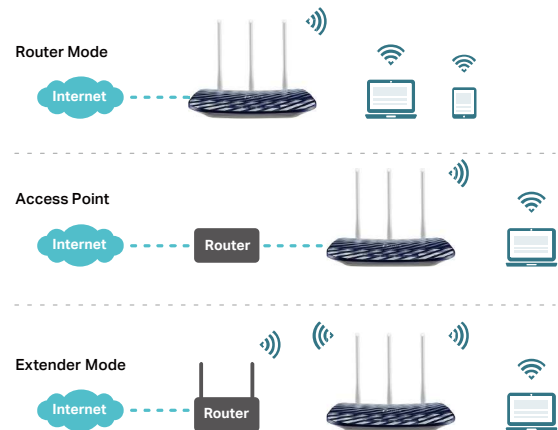 Router Mode
Internet
Access Point
Internet
Router
Extender Mode
Internet
Router